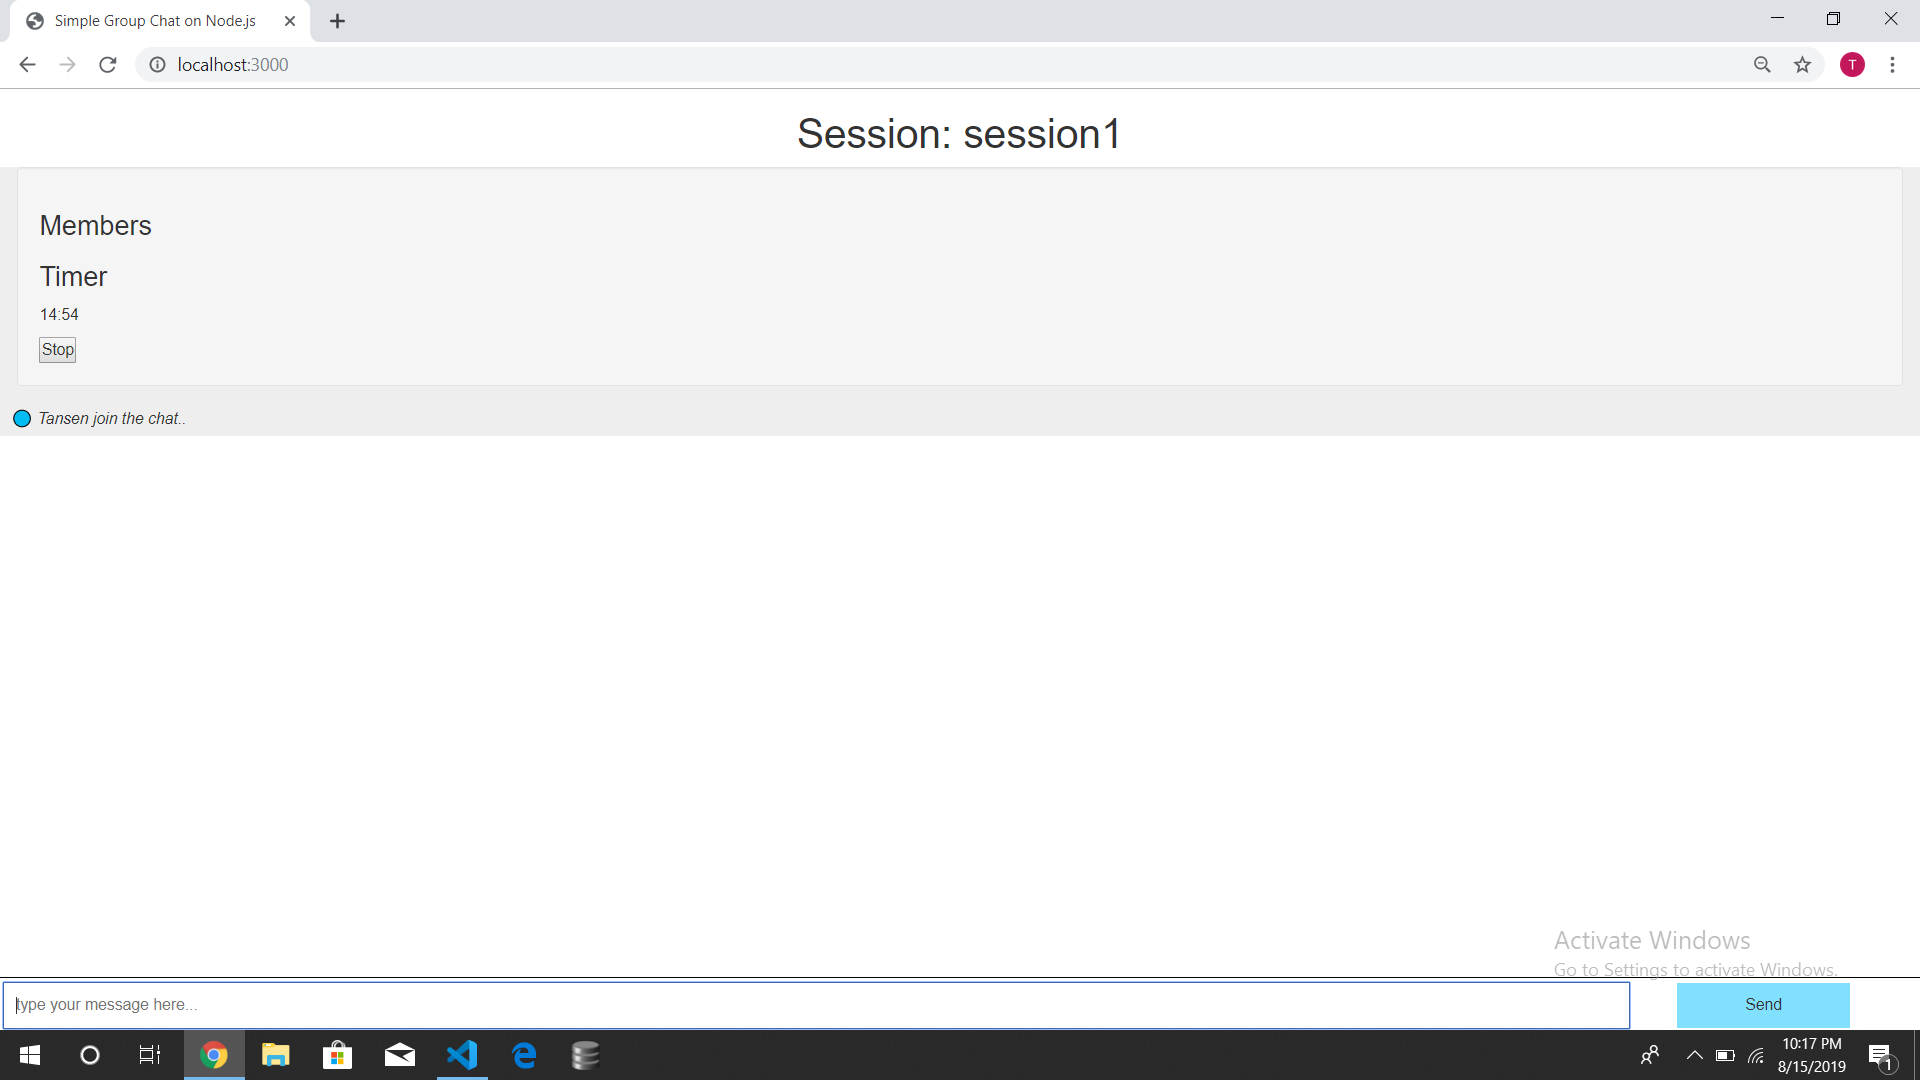 Simple Group Chat on Node.js
localhost:3000
T
Session: session1
Members
Timer
14:54
Stop
Tansen join the chat..
Activate Windows
Go to Settings to activate Windows.
type your message here...
Send
10:17 PM
8/15/2019
1